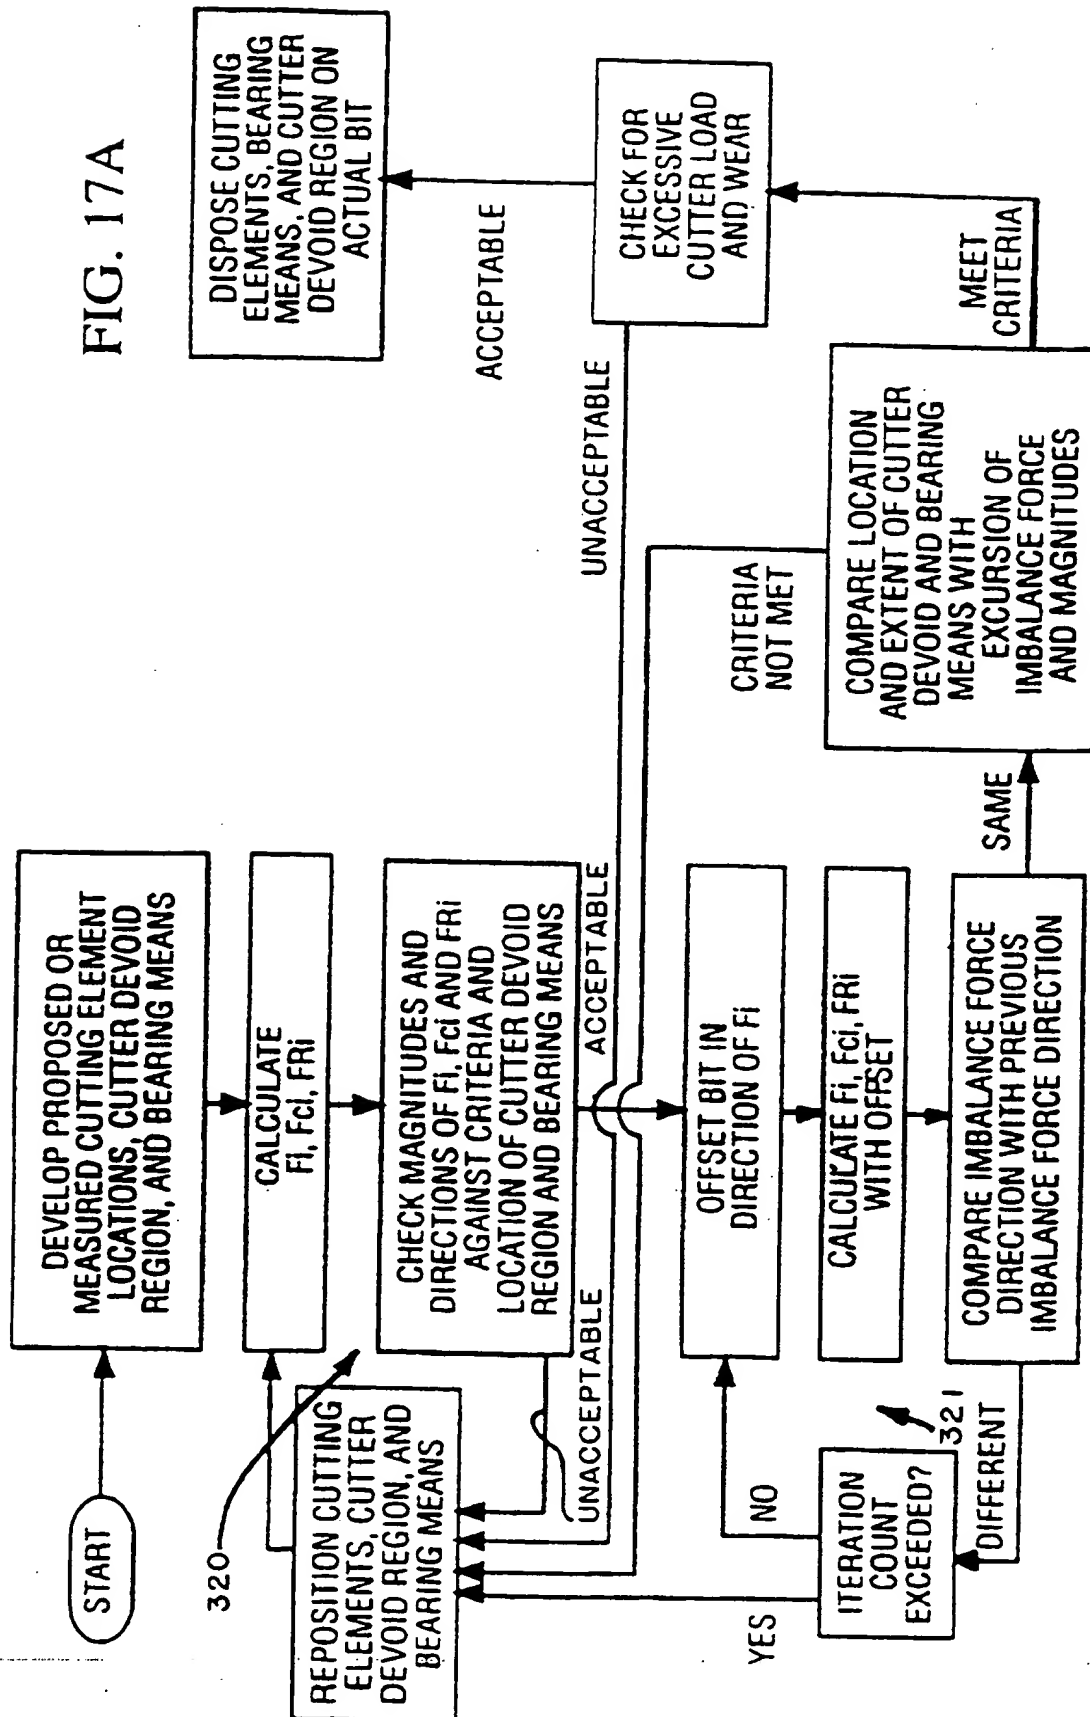 FIG. 17A
START
DEVELOP PROPOSED OR
MEASURED CUTTING ELEMENT
LOCATIONS, CUTTER DEVOID
REGION, AND BEARING MEANS
CALCULATE
Fi, Fci, FRi
320
CHECK MAGNITUDES AND
DIRECTIONS OF Fi, Fci AND FRi
AGAINST CRITERIA AND
LOCATION OF CUTTER DEVOID
REGION AND BEARING MEANS
UNACCEPTABLE
ACCEPTABLE
REPOSITION CUTTING
ELEMENTS, CUTTER
DEVOID REGION, AND
BEARING MEANS
OFFSET BIT IN
DIRECTION OF Fi
CALCULATE Fi, Fci, FRi
WITH OFFSET
COMPARE IMBALANCE FORCE
DIRECTION WITH PREVIOUS
IMBALANCE FORCE DIRECTION
321
DIFFERENT
ITERATION
COUNT
EXCEEDED?
NO
YES
SAME
COMPARE LOCATION
AND EXTENT OF CUTTER
DEVOID AND BEARING
MEANS WITH
EXCURSION OF
IMBALANCE FORCE
AND MAGNITUDES
CRITERIA
NOT MET
MEET
CRITERIA
CHECK FOR
EXCESSIVE
CUTTER LOAD
AND WEAR
UNACCEPTABLE
ACCEPTABLE
DISPOSE CUTTING
ELEMENTS, BEARING
MEANS, AND CUTTER
DEVOID REGION ON
ACTUAL BIT